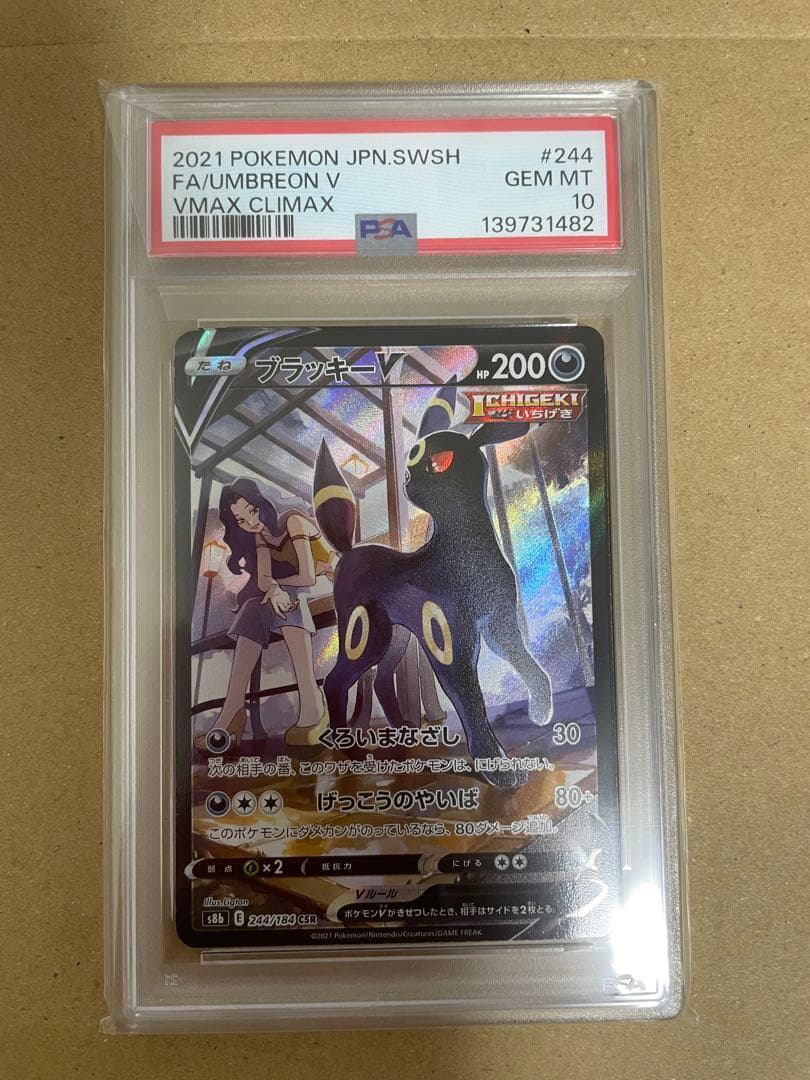 2021 POKEMON JPN.SWSH #244
FA/UMBREON V GEM MT
VMAX CLIMAX 10
PSA 139731482
たね ブラッキーV HP 200
ICHIGEKI
いちげき
くろいまなざし 30
次の相手の番、このワザを受けたポケモンは、にげられない。
げっこうのやいば 80+
このポケモンにダメカンがのっているなら、80ダメージ追加。
弱点 ×2 抵抗力 にげる
Vルール
ポケモンVがきぜつしたとき、相手はサイドを2枚とる。
Illus.Ligton
s8b E 244/184 CSR
©2021 Pokémon/Nintendo/Creatures/GAME FREAK.
PSA